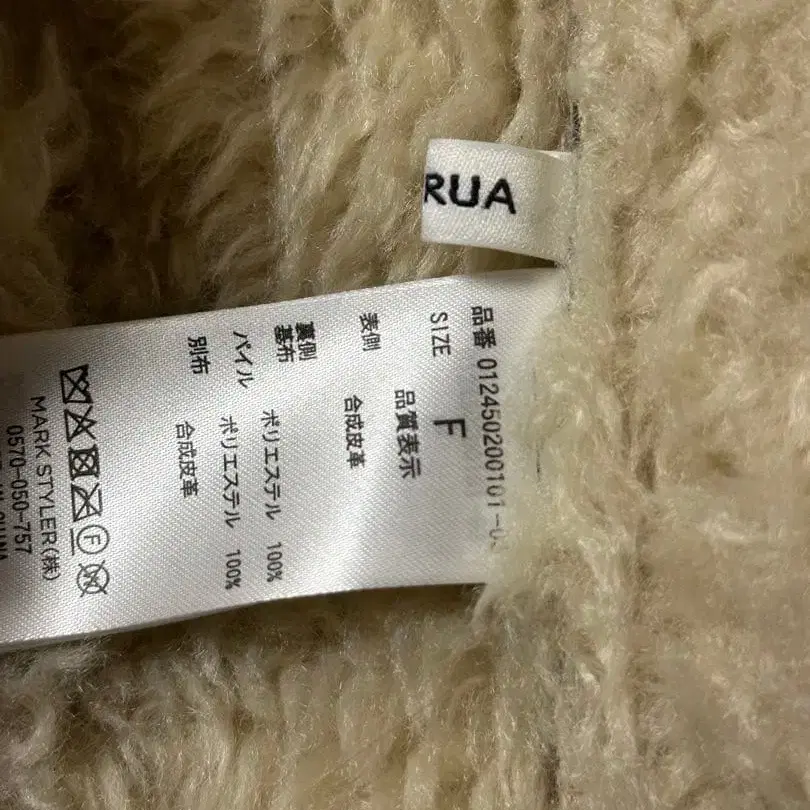 RUA
品番 012450200101-0
SIZE F
品質表示
表側 合成皮革
裏側
基布 ポリエステル 100%
パイル ポリエステル 100%
別布 合成皮革
F
MARK STYLER(株)
0570-050-757